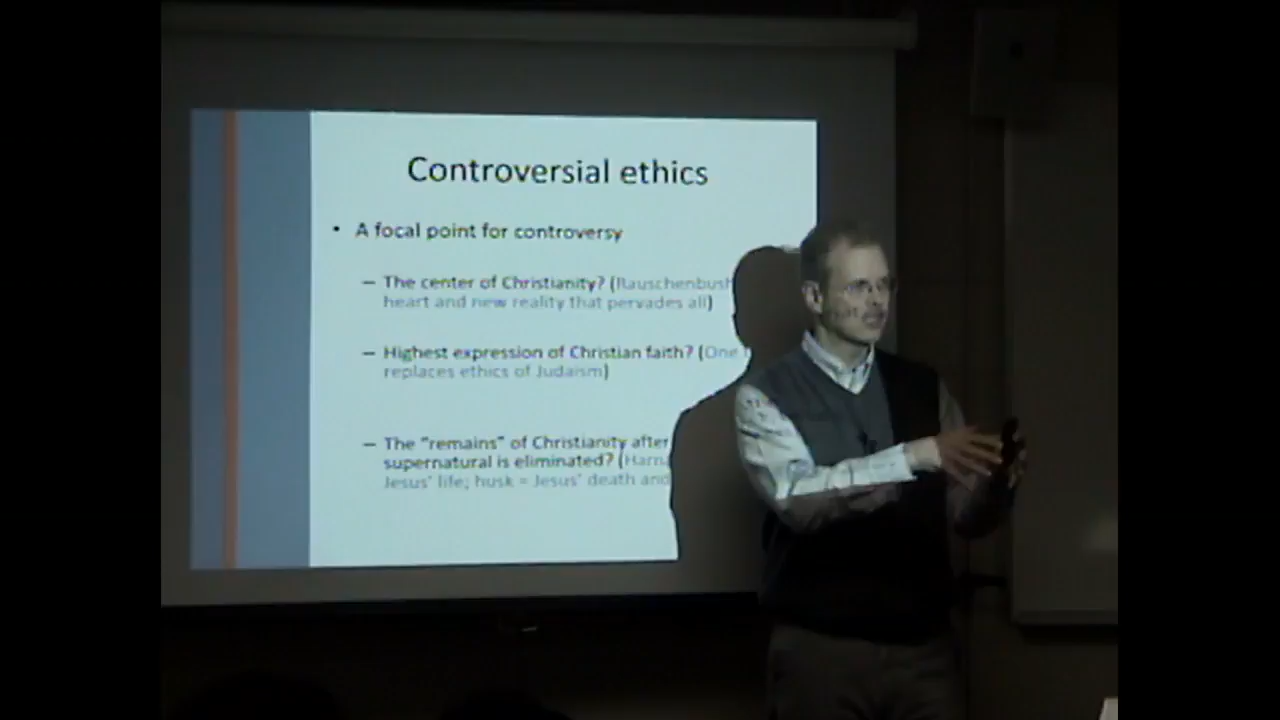 Controversial ethics
• A focal point for controversy
– The center of Christianity? (Rauschenbusch
heart and new reality that pervades all)
– Highest expression of Christian faith? (One
replaces ethics of Judaism)
– The "remains" of Christianity after
supernatural is eliminated?
Jesus' life; husk = Jesus' death and